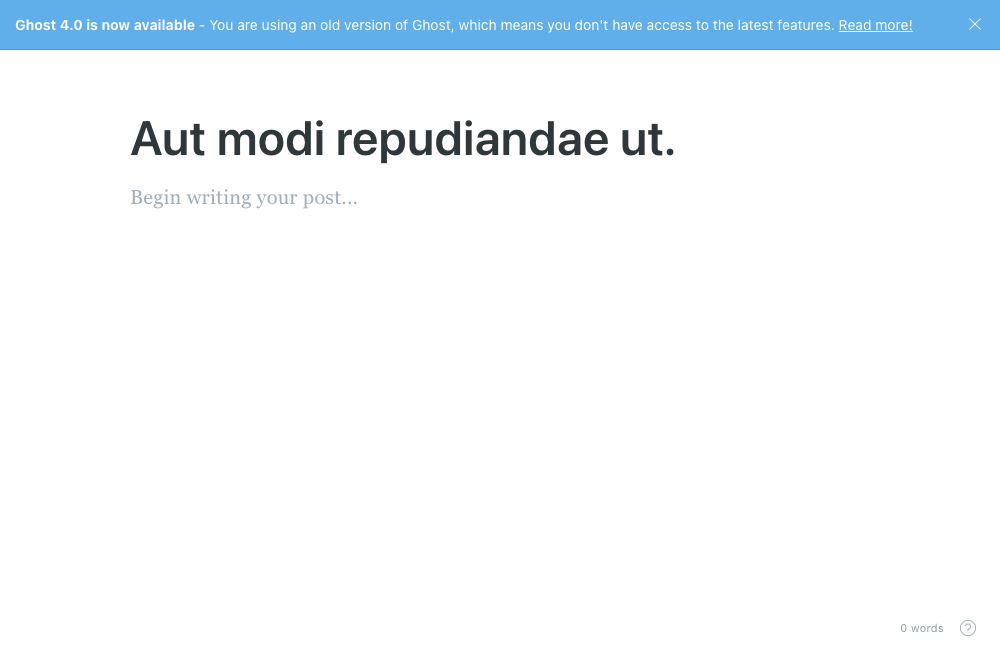 Ghost 4.0 is now available - You are using an old version of Ghost, which means you don't have access to the latest features. Read more!
Aut modi repudiandae ut.
Begin writing your post...
0 words